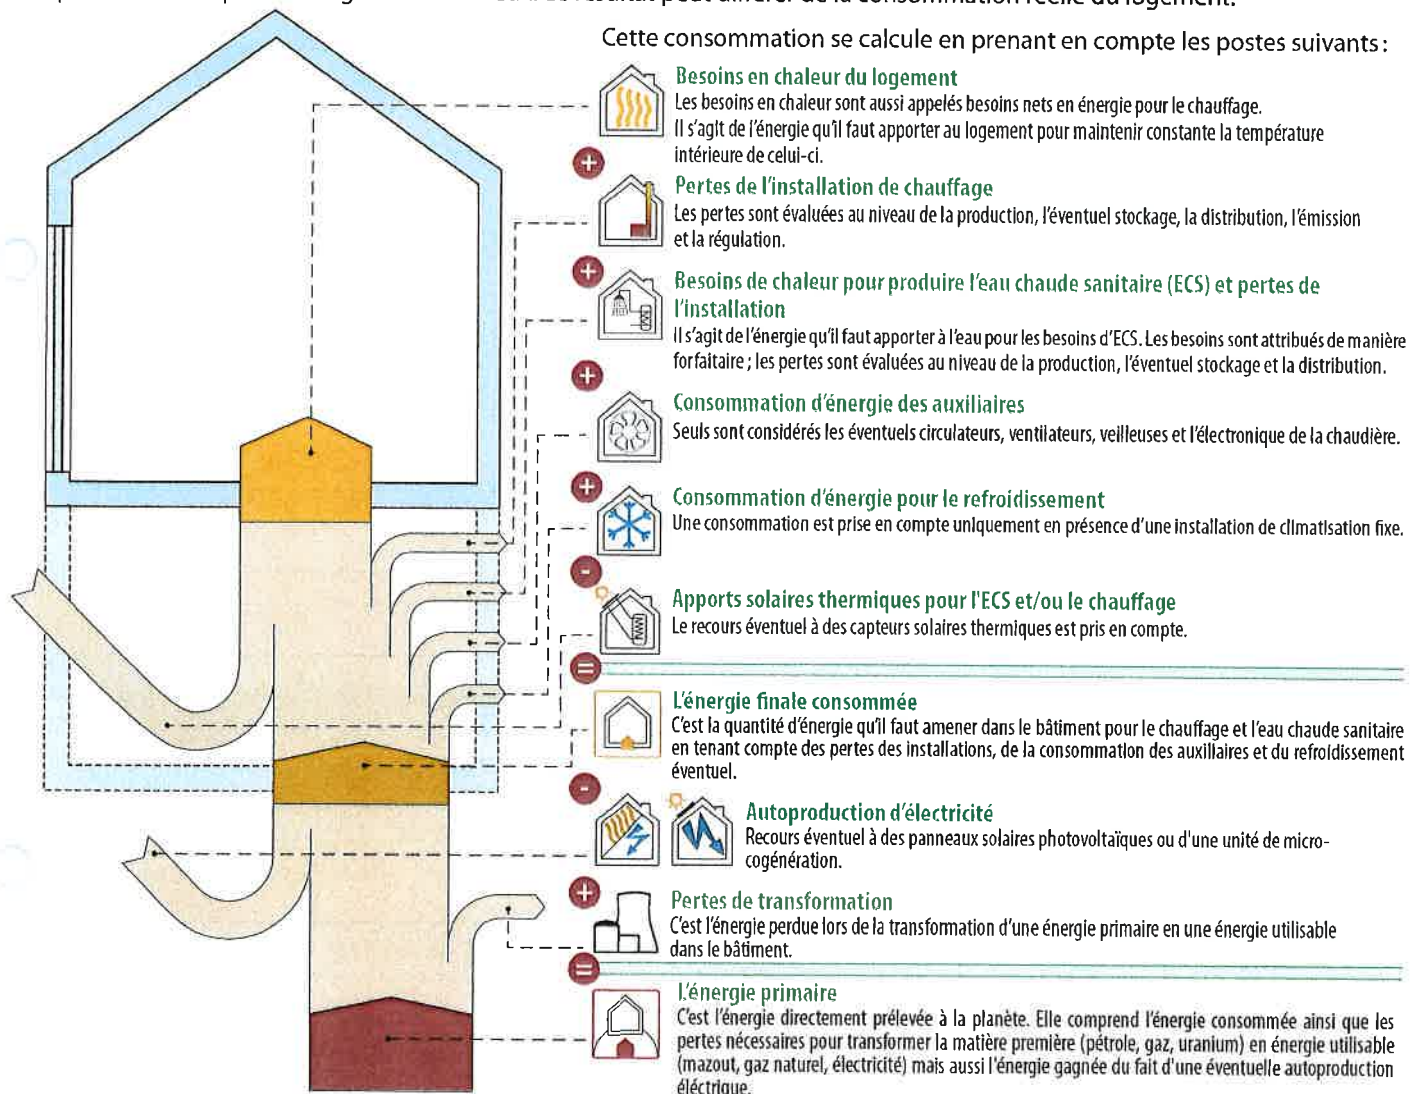 résultat peut différer de la consommation réelle du logement.
Cette consommation se calcule en prenant en compte les postes suivants :
Besoins en chaleur du logement
Les besoins en chaleur sont aussi appelés besoins nets en énergie pour le chauffage.
Il s'agit de l'énergie qu'il faut apporter au logement pour maintenir constante la température
intérieure de celui-ci.
+
Pertes de l'installation de chauffage
Les pertes sont évaluées au niveau de la production, l'éventuel stockage, la distribution, l'émission
et la régulation.
+
Besoins de chaleur pour produire l'eau chaude sanitaire (ECS) et pertes de
l'installation
Il s'agit de l'énergie qu'il faut apporter à l'eau pour les besoins d'ECS. Les besoins sont attribués de manière
forfaitaire ; les pertes sont évaluées au niveau de la production, l'éventuel stockage et la distribution.
+
Consommation d'énergie des auxiliaires
Seuls sont considérés les éventuels circulateurs, ventilateurs, veilleuses et l'électronique de la chaudière.
+
Consommation d'énergie pour le refroidissement
Une consommation est prise en compte uniquement en présence d'une installation de climatisation fixe.
-
Apports solaires thermiques pour l'ECS et/ou le chauffage
Le recours éventuel à des capteurs solaires thermiques est pris en compte.
=
L'énergie finale consommée
C'est la quantité d'énergie qu'il faut amener dans le bâtiment pour le chauffage et l'eau chaude sanitaire
en tenant compte des pertes des installations, de la consommation des auxiliaires et du refroidissement
éventuel.
-
Autoproduction d'électricité
Recours éventuel à des panneaux solaires photovoltaïques ou d'une unité de micro-
cogénération.
+
Pertes de transformation
C'est l'énergie perdue lors de la transformation d'une énergie primaire en une énergie utilisable
dans le bâtiment.
=
L'énergie primaire
C'est l'énergie directement prélevée à la planète. Elle comprend l'énergie consommée ainsi que les
pertes nécessaires pour transformer la matière première (pétrole, gaz, uranium) en énergie utilisable
(mazout, gaz naturel, électricité) mais aussi l'énergie gagnée du fait d'une éventuelle autoproduction
éléctrique.